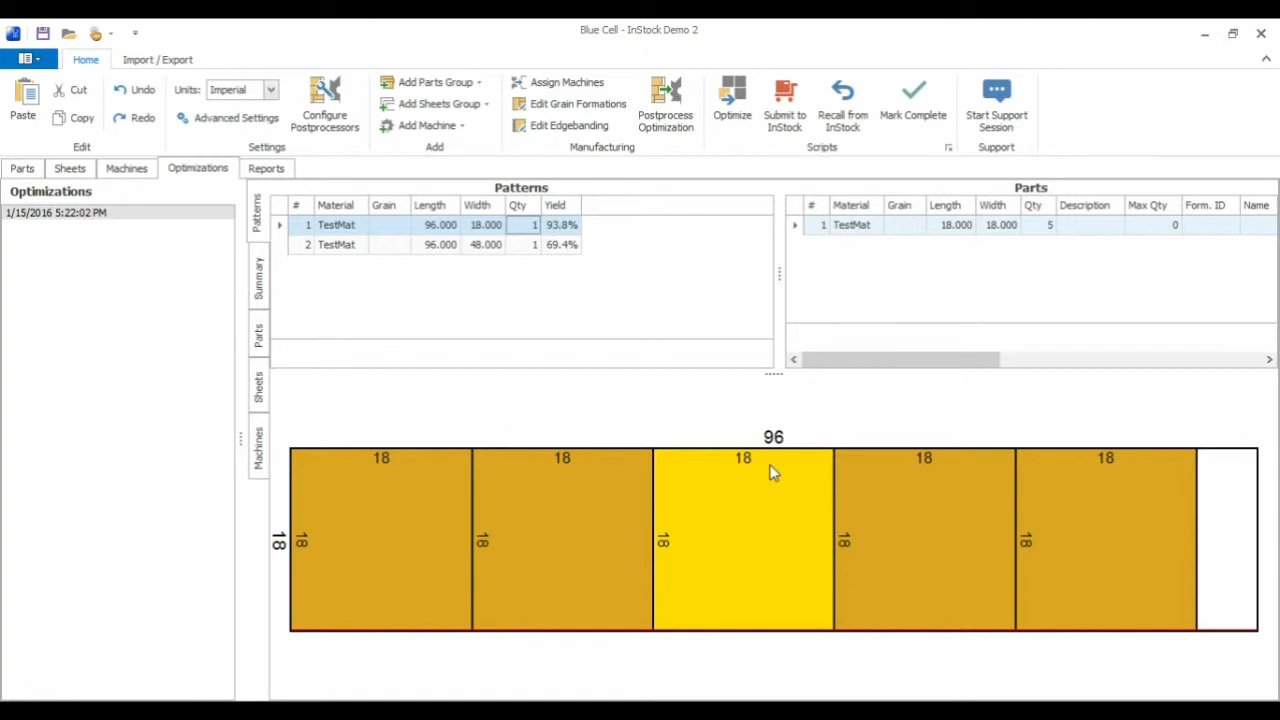 Blue Cell - InStock Demo 2
Home
Import / Export
Paste
Cut
Copy
Undo
Redo
Edit
Units: Imperial
Advanced Settings
Configure
Postprocessors
Settings
Add Parts Group
Add Sheets Group
Add Machine
Add
Assign Machines
Edit Grain Formations
Edit Edgebanding
Postprocess
Optimization
Manufacturing
Optimize
Submit to
InStock
Recall from
InStock
Mark Complete
Scripts
Start Support
Session
Support
Parts
Sheets
Machines
Optimizations
Reports
Optimizations
1/15/2016 5:22:02 PM
Patterns
Summary
Parts
Sheets
Machines
Patterns
# Material Grain Length Width Qty Yield
1 TestMat 96.000 18.000 1 93.8%
2 TestMat 96.000 48.000 1 69.4%
Parts
# Material Grain Length Width Qty Description Max Qty Form. ID Name
1 TestMat 18.000 18.000 5 0
96
18 18 18 18 18
18 18 18 18 18 18